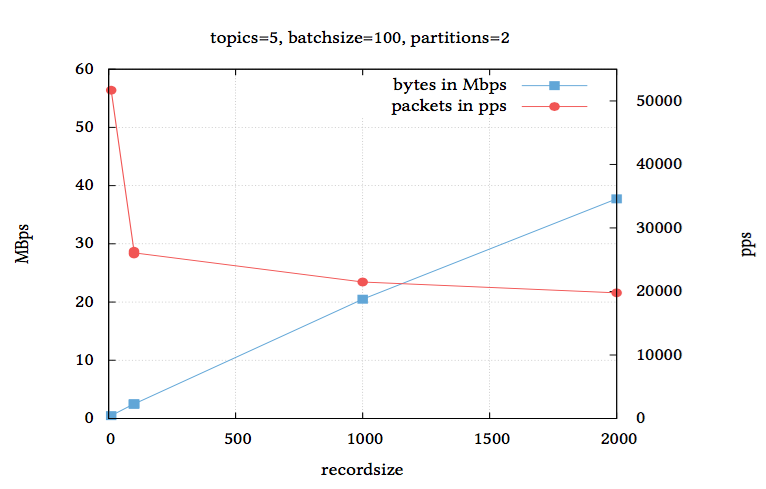 topics=5, batchsize=100, partitions=2
bytes in Mbps
packets in pps
60
50
40
30
20
10
0
MBps
50000
40000
30000
20000
10000
0
pps
0 500 1000 1500 2000
recordsize